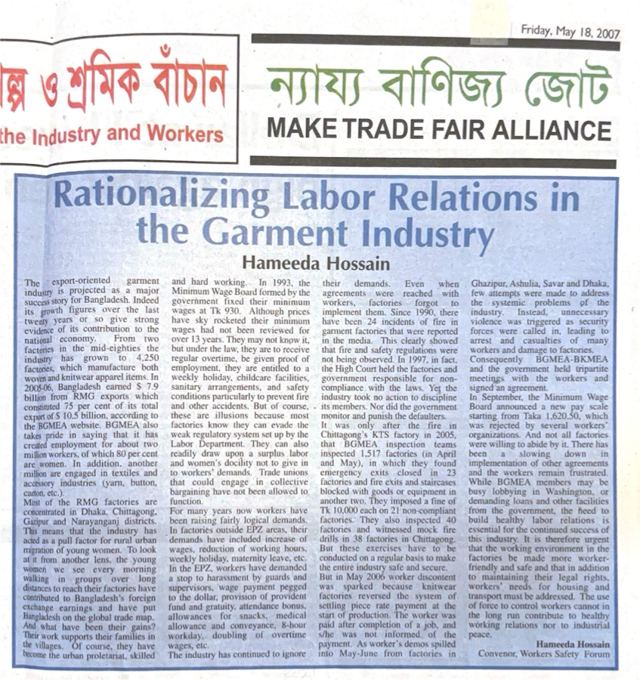 Friday, May 18, 2007
ল্প ও শ্রমিক বাঁচান
the Industry and Workers
ন্যায্য বাণিজ্য জোট
MAKE TRADE FAIR ALLIANCE
Rationalizing Labor Relations in
the Garment Industry
Hameeda Hossain
The export-oriented garment
industry is projected as a major
success story for Bangladesh. Indeed
its growth figures over the last
twenty years or so give strong
evidence of its contribution to the
national economy. From two
factories in the mid-eighties the
industry has grown to 4,250
factories, which manufacture both
woven and knitwear apparel items. In
2005-06, Bangladesh earned $ 7.9
billion from RMG exports which
constituted 75 per cent of its total
export of $ 10.5 billion, according to
the BGMEA website. BGMEA also
takes pride in saying that it has
created employment for about two
million workers, of which 80 per cent
are women. In addition, another
million are engaged in textiles and
accessory industries (yarn, button,
carton, etc.)
Most of the RMG factories are
concentrated in Dhaka, Chittagong,
Gazipur and Narayanganj districts.
This means that the industry has
acted as a pull factor for rural urban
migration of young women. To look
at it from another lens, the young
women we see every morning
walking in groups over long
distances to reach their factories have
contributed to Bangladesh's foreign
exchange earnings and have put
Bangladesh on the global trade map.
And what have been their gains?
Their work supports their families in
the villages. Of course, they have
become the urban proletariat, skilled
and hard working. In 1993, the
Minimum Wage Board formed by the
government fixed their minimum
wages at Tk 930. Although prices
have sky rocketed their minimum
wages had not been reviewed for
over 13 years. They may not know it,
but under the law, they are to receive
regular overtime, be given proof of
employment, they are entitled to a
weekly holiday, childcare facilities,
sanitary arrangements, and safety
conditions particularly to prevent fire
and other accidents. But of course,
these are illusions because most
factories know they can evade the
weak regulatory system set up by the
Labor Department. They can also
readily draw upon a surplus labor
and women's docility not to give in
to workers' demands. Trade unions
that could engage in collective
bargaining have not been allowed to
function.
For many years now workers have
been raising fairly logical demands.
In factories outside EPZ areas, their
demands have included increase of
wages, reduction of working hours,
weekly holiday, maternity leave, etc.
In the EPZ, workers have demanded
a stop to harassment by guards and
supervisors, wage payment pegged
to the dollar, provision of provident
fund and gratuity, attendance bonus,
allowances for snacks, medical
allowance and conveyance, 8-hour
workday, doubling of overtime
wages, etc.
The industry has continued to ignore
their demands. Even when
agreements were reached with
workers, factories forgot to
implement them. Since 1990, there
have been 24 incidents of fire in
garment factories that were reported
in the media. This clearly showed
that fire and safety regulations were
not being observed. In 1997, in fact,
the High Court held the factories and
government responsible for non-
compliance with the laws. Yet the
industry took no action to discipline
its members. Nor did the government
monitor and punish the defaulters.
It was only after the fire in
Chittagong's KTS factory in 2005,
that BGMEA inspection teams
inspected 1,517 factories (in April
and May), in which they found
emergency exits closed in 23
factories and fire exits and staircases
blocked with goods or equipment in
another two. They imposed a fine of
Tk 10,000 each on 21 non-compliant
factories. They also inspected 40
factories and witnessed mock fire
drills in 38 factories in Chittagong.
But these exercises have to be
conducted on a regular basis to make
the entire industry safe and secure.
But in May 2006 worker discontent
was sparked because knitwear
factories reversed the system of
settling piece rate payment at the
start of production. The worker was
paid after completion of a job, and
s/he was not informed of the
payment. As worker's demos spilled
into May-June from factories in
Ghazipur, Ashulia, Savar and Dhaka,
few attempts were made to address
the systemic problems of the
industry. Instead, unnecessary
violence was triggered as security
forces were called in, leading to
arrest and casualties of many
workers and damage to factories.
Consequently BGMEA-BKMEA
and the government held tripartite
meetings with the workers and
signed an agreement.
In September, the Minimum Wage
Board announced a new pay scale
starting from Taka 1,620.50, which
was rejected by several workers'
organizations. And not all factories
were willing to abide by it. There has
been a slowing down in
implementation of other agreements
and the workers remain frustrated.
While BGMEA members may be
busy lobbying in Washington, or
demanding loans and other facilities
from the government, the need to
build healthy labor relations is
essential for the continued success of
this industry. It is therefore urgent
that the working environment in the
factories be made more worker-
friendly and safe and that in addition
to maintaining their legal rights,
workers' needs for housing and
transport must be addressed. The use
of force to control workers cannot in
the long run contribute to healthy
working relations nor to industrial
peace.
Hameeda Hossain
Convenor, Workers Safety Forum